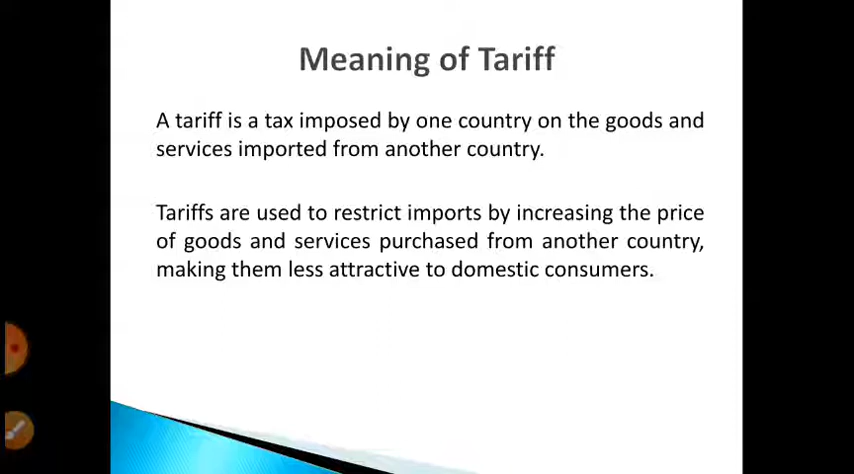 Meaning of Tariff
A tariff is a tax imposed by one country on the goods and
services imported from another country.
Tariffs are used to restrict imports by increasing the price
of goods and services purchased from another country,
making them less attractive to domestic consumers.